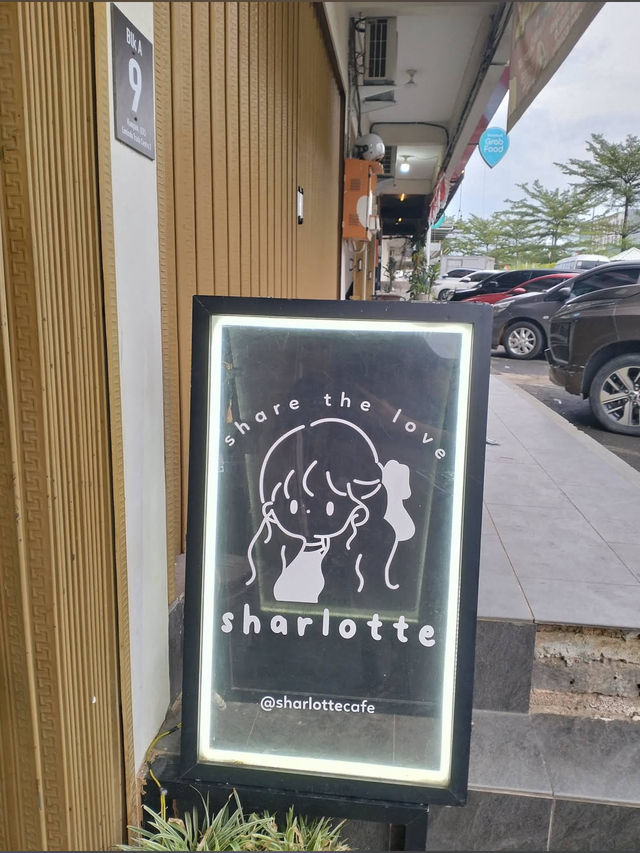 Blk A
9
Grab
Food
share the love
sharlotte
@sharlottecafe